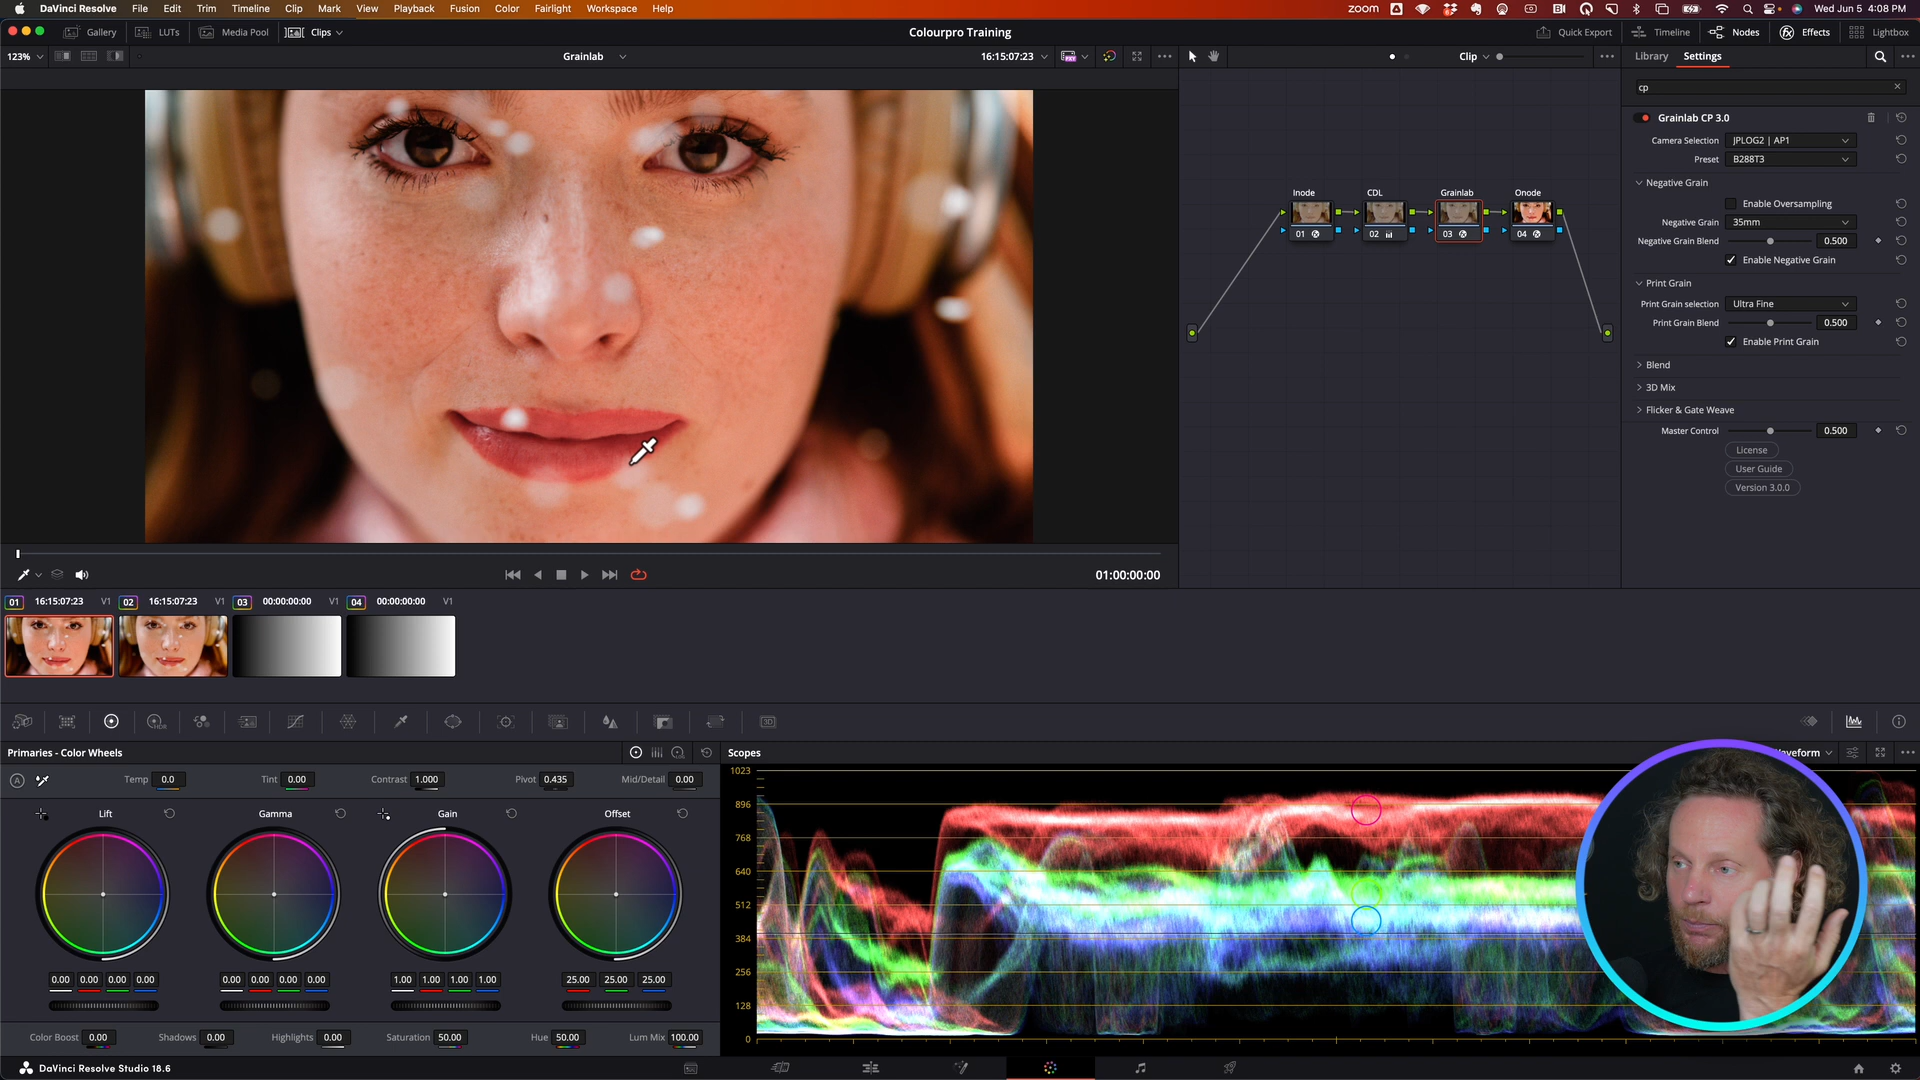 DaVinci Resolve File Edit Trim Timeline Clip Mark View Playback Fusion Color Fairlight Workspace Help zoom Wed Jun 5 4:08 PM
Gallery LUTs Media Pool Clips Colourpro Training Quick Export Timeline Nodes Effects Lightbox
123% Grainlab 16:15:07:23 Clip Library Settings
cp
Grainlab CP 3.0
Camera Selection JPLOG2 | AP1
Preset B288T3
Negative Grain
Enable Oversampling
Negative Grain 35mm
Negative Grain Blend 0.500
Enable Negative Grain
Print Grain
Print Grain selection Ultra Fine
Print Grain Blend 0.500
Enable Print Grain
Blend
3D Mix
Flicker & Gate Weave
Master Control 0.500
License
User Guide
Version 3.0.0
Inode CDL Grainlab Onode
01 02 03 04
01:00:00:00
01 16:15:07:23 V1 02 16:15:07:23 V1 03 00:00:00:00 V1 04 00:00:00:00 V1
HDR 3D
Primaries - Color Wheels
A Temp 0.0 Tint 0.00 Contrast 1.000 Pivot 0.435 Mid/Detail 0.00
Lift Gamma Gain Offset
0.00 0.00 0.00 0.00 0.00 0.00 0.00 0.00 1.00 1.00 1.00 1.00 25.00 25.00 25.00
Color Boost 0.00 Shadows 0.00 Highlights 0.00 Saturation 50.00 Hue 50.00 Lum Mix 100.00
Scopes aveform
1023
896
768
640
512
384
256
128
0
DaVinci Resolve Studio 18.6